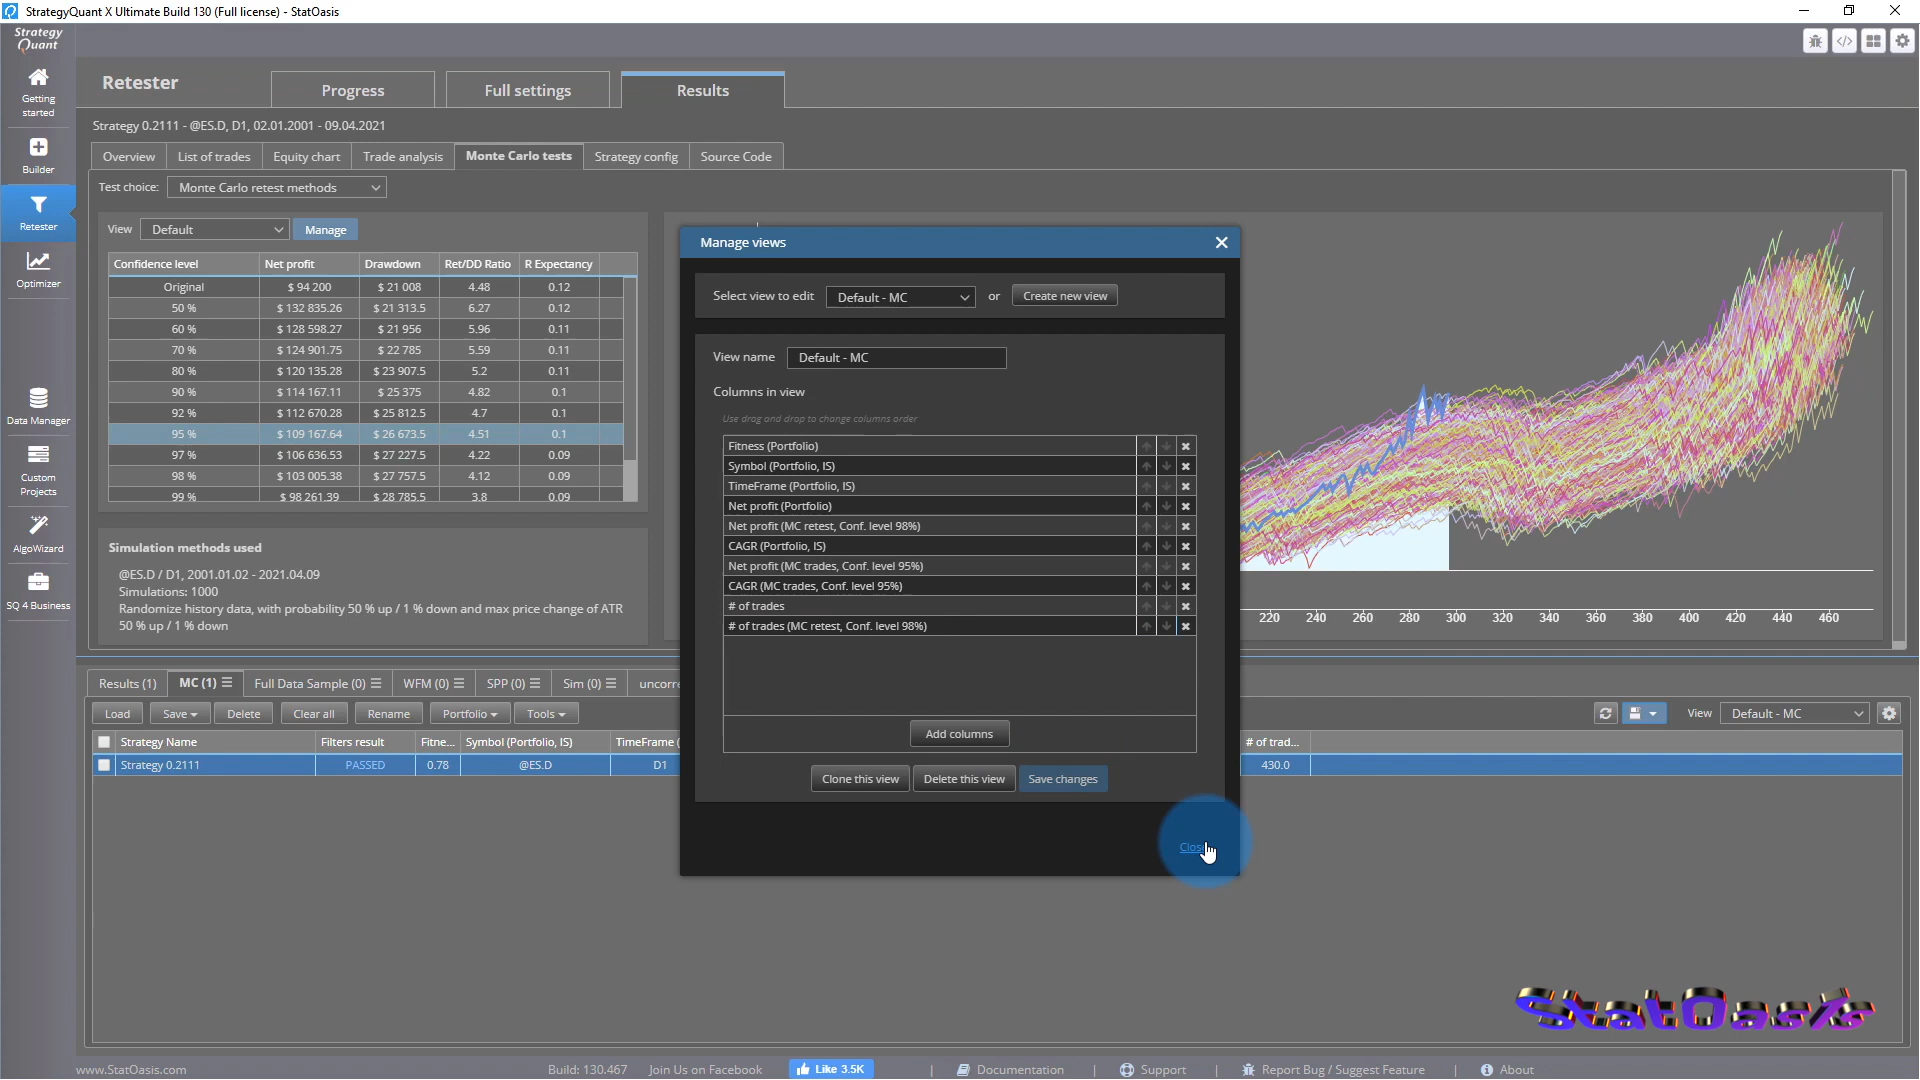 StrategyQuant X Ultimate Build 130 (Full license) - StatOasis
Strategy
Quant
Getting
started
Builder
Retester
Optimizer
Data Manager
Custom
Projects
AlgoWizard
SQ 4 Business
Retester
Progress
Full settings
Results
Strategy 0.2111 - @ES.D, D1, 02.01.2001 - 09.04.2021
Overview
List of trades
Equity chart
Trade analysis
Monte Carlo tests
Strategy config
Source Code
Test choice: Monte Carlo retest methods
View Default Manage
Confidence level Net profit Drawdown Ret/DD Ratio R Expectancy
Original $ 94 200 $ 21 008 4.48 0.12
50 % $ 132 835.26 $ 21 313.5 6.27 0.12
60 % $ 128 598.27 $ 21 956 5.96 0.11
70 % $ 124 901.75 $ 22 785 5.59 0.11
80 % $ 120 135.28 $ 23 907.5 5.2 0.11
90 % $ 114 167.11 $ 25 375 4.82 0.1
92 % $ 112 670.28 $ 25 812.5 4.7 0.1
95 % $ 109 167.64 $ 26 673.5 4.51 0.1
97 % $ 106 636.53 $ 27 227.5 4.22 0.09
98 % $ 103 005.38 $ 27 757.5 4.12 0.09
99 % $ 98 261.39 $ 28 785.5 3.8 0.09
Simulation methods used
@ES.D / D1, 2001.01.02 - 2021.04.09
Simulations: 1000
Randomize history data, with probability 50 % up / 1 % down and max price change of ATR
50 % up / 1 % down
Manage views
Select view to edit Default - MC or Create new view
View name Default - MC
Columns in view
Use drag and drop to change columns order
Fitness (Portfolio)
Symbol (Portfolio, IS)
TimeFrame (Portfolio, IS)
Net profit (Portfolio)
Net profit (MC retest, Conf. level 98%)
CAGR (Portfolio, IS)
Net profit (MC trades, Conf. level 95%)
CAGR (MC trades, Conf. level 95%)
# of trades
# of trades (MC retest, Conf. level 98%)
Add columns
Clone this view Delete this view Save changes
Close
220 240 260 280 300 320 340 360 380 400 420 440 460
Results (1) MC (1) Full Data Sample (0) WFM (0) SPP (0) Sim (0) uncorre
Load Save Delete Clear all Rename Portfolio Tools View Default - MC
Strategy Name Filters result Fitne... Symbol (Portfolio, IS) TimeFrame ( # of trad...
Strategy 0.2111 PASSED 0.78 @ES.D D1 430.0
StatOasis
www.StatOasis.com Build: 130.467 Join Us on Facebook Like 3.5K | Documentation | Support | Report Bug / Suggest Feature | About